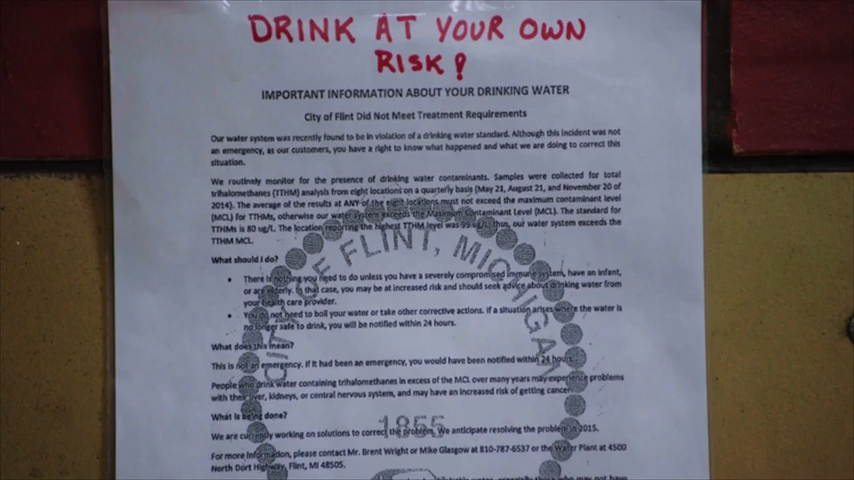 DRINK AT YOUR OWN
RISK!
IMPORTANT INFORMATION ABOUT YOUR DRINKING WATER
City of Flint Did Not Meet Treatment Requirements
Our water system was recently found to be in violation of a drinking water standard. Although this incident was not
an emergency, as our customers, you have a right to know what happened and what we are doing to correct this
situation.
We routinely monitor for the presence of drinking water contaminants. Samples were collected for total
trihalomethanes (TTHM) analysis from eight locations on a quarterly basis (May 21, August 21, and November 20 of
2014). The average of the results at ANY of the eight locations must not exceed the maximum contaminant level
(MCL) for TTHMs, otherwise our water system exceeds the Maximum Contaminant Level (MCL). The standard for
TTHMs is 80 ug/L. The location reporting the highest TTHM level was 99 ug/L; thus, our water system exceeds the
TTHM MCL.
What should I do?
• There is nothing you need to do unless you have a severely compromised immune system, have an infant,
or are elderly. In that case, you may be at increased risk and should seek advice about drinking water from
your health care provider.
• You do not need to boil your water or take other corrective actions. If a situation arises where the water is
no longer safe to drink, you will be notified within 24 hours.
What does this mean?
This is not an emergency. If it had been an emergency, you would have been notified within 24 hours.
People who drink water containing trihalomethanes in excess of the MCL over many years may experience problems
with their liver, kidneys, or central nervous system, and may have an increased risk of getting cancer.
What is being done?
We are currently working on solutions to correct the problem. We anticipate resolving the problem in 2015.
For more information, please contact Mr. Brent Wright or Mike Glasgow at 810-787-6537 or the Water Plant at 4500
North Dort Highway, Flint, MI 48505.
CITY OF FLINT, MICHIGAN
1855